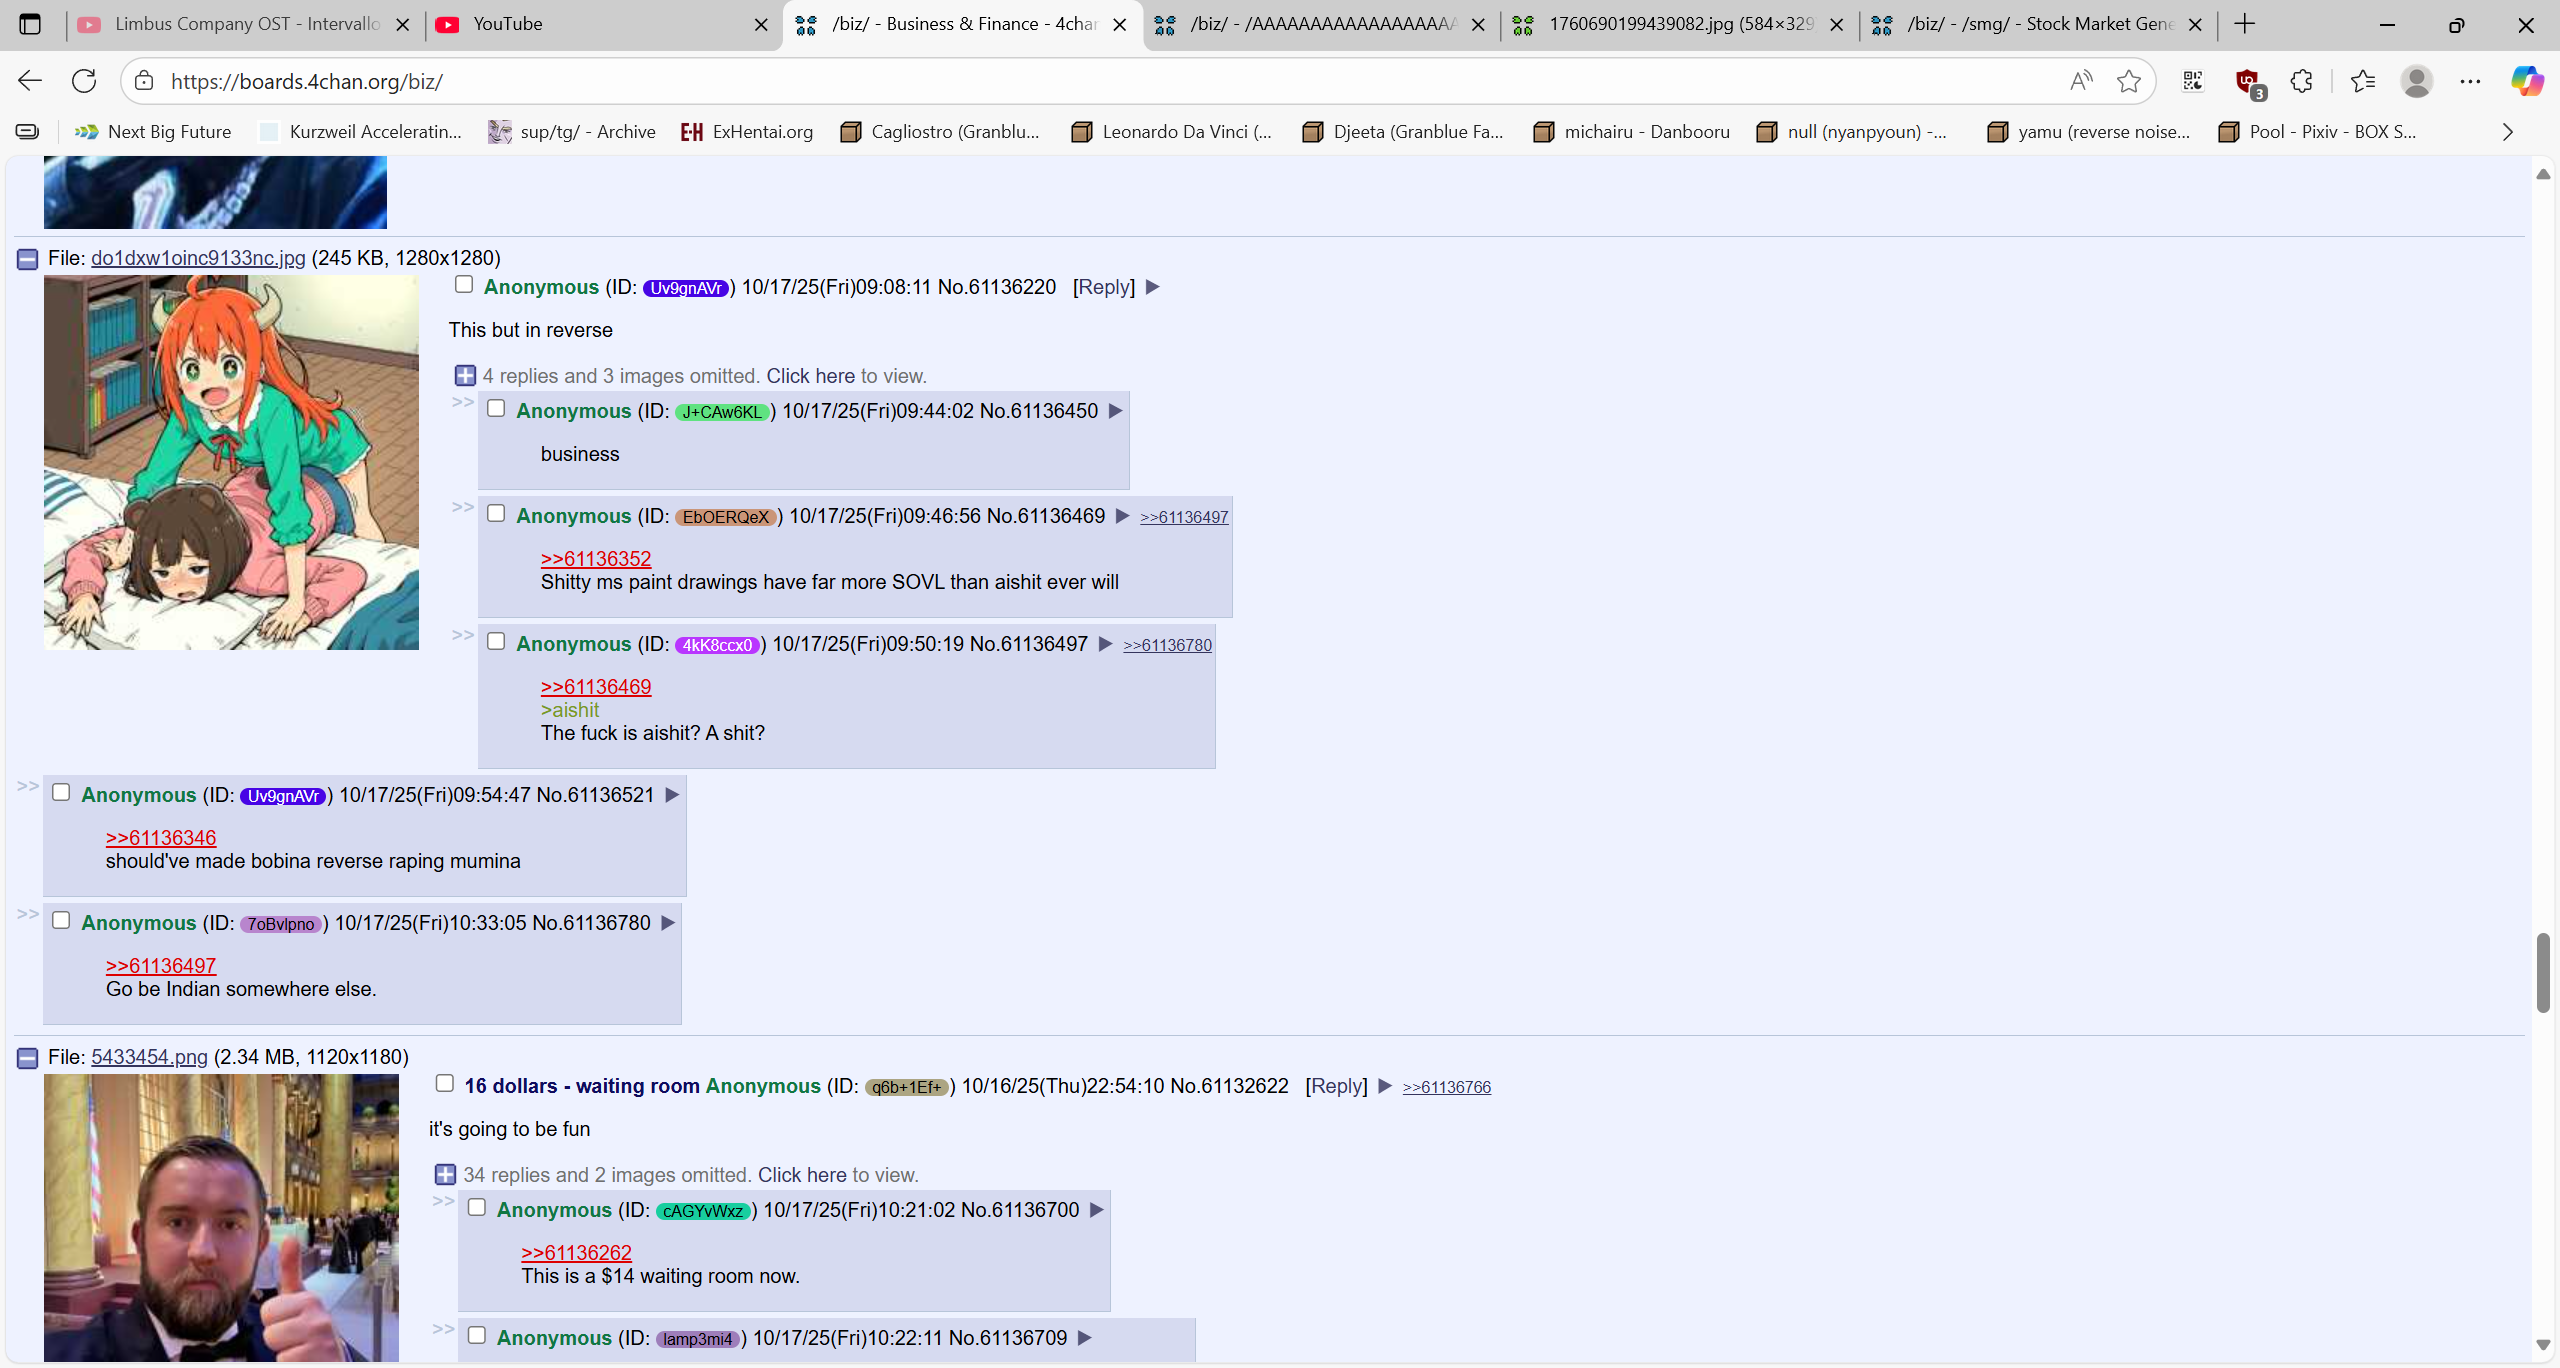 Limbus Company OST - Intervallo
YouTube
/biz/ - Business & Finance - 4chan
/biz/ - /AAAAAAAAAAAAAAAAAA
1760690199439082.jpg (584×329
/biz/ - /smg/ - Stock Market Gene
https://boards.4chan.org/biz/
3
Next Big Future
Kurzweil Acceleratin...
sup/tg/ - Archive
E-H ExHentai.org
Cagliostro (Granblu...
Leonardo Da Vinci (...
Djeeta (Granblue Fa...
michairu - Danbooru
null (nyanpyoun) -...
yamu (reverse noise...
Pool - Pixiv - BOX S...
File: do1dxw1oinc9133nc.jpg (245 KB, 1280x1280)
Anonymous (ID: Uv9gnAVr) 10/17/25(Fri)09:08:11 No.61136220 [Reply] ▶
This but in reverse
4 replies and 3 images omitted. Click here to view.
>> Anonymous (ID: J+CAw6KL) 10/17/25(Fri)09:44:02 No.61136450 ▶
business
>> Anonymous (ID: EbOERQeX) 10/17/25(Fri)09:46:56 No.61136469 ▶ >>61136497
>>61136352
Shitty ms paint drawings have far more SOVL than aishit ever will
>> Anonymous (ID: 4kK8ccx0) 10/17/25(Fri)09:50:19 No.61136497 ▶ >>61136780
>>61136469
>aishit
The fuck is aishit? A shit?
>> Anonymous (ID: Uv9gnAVr) 10/17/25(Fri)09:54:47 No.61136521 ▶
>>61136346
should've made bobina reverse raping mumina
>> Anonymous (ID: 7oBvlpno) 10/17/25(Fri)10:33:05 No.61136780 ▶
>>61136497
Go be Indian somewhere else.
File: 5433454.png (2.34 MB, 1120x1180)
16 dollars - waiting room Anonymous (ID: q6b+1Ef+) 10/16/25(Thu)22:54:10 No.61132622 [Reply] ▶ >>61136766
it's going to be fun
34 replies and 2 images omitted. Click here to view.
>> Anonymous (ID: cAGYvWxz) 10/17/25(Fri)10:21:02 No.61136700 ▶
>>61136262
This is a $14 waiting room now.
>> Anonymous (ID: lamp3mi4) 10/17/25(Fri)10:22:11 No.61136709 ▶